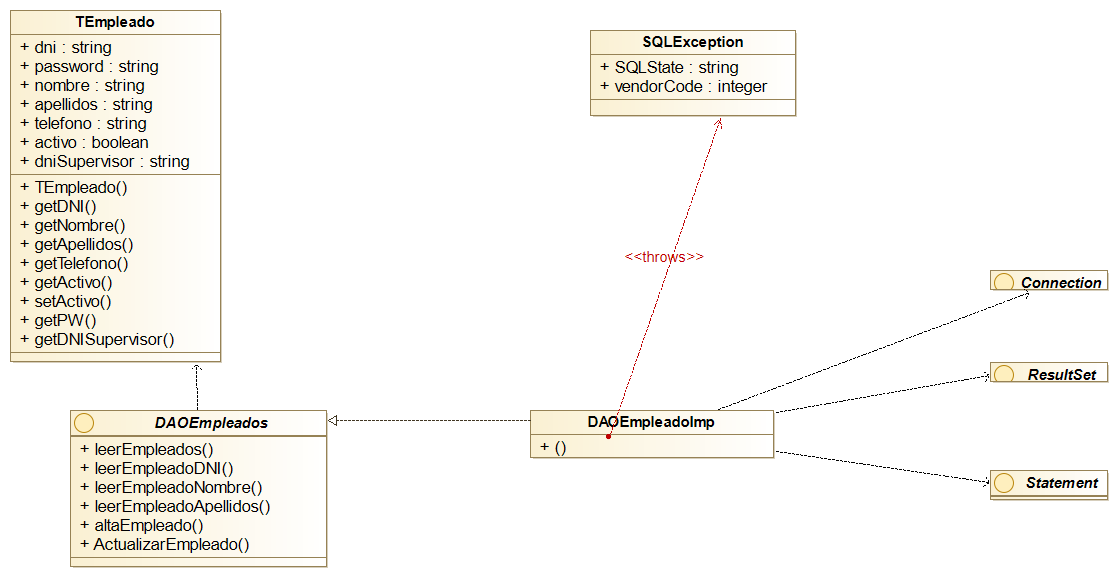 TEmpleado
+ dni : string
+ password : string
+ nombre : string
+ apellidos : string
+ telefono : string
+ activo : boolean
+ dniSupervisor : string
+ TEmpleado()
+ getDNI()
+ getNombre()
+ getApellidos()
+ getTelefono()
+ getActivo()
+ setActivo()
+ getPW()
+ getDNISupervisor()
SQLException
+ SQLState : string
+ vendorCode : integer
<<throws>>
Connection
ResultSet
Statement
DAOEmpleados
+ leerEmpleados()
+ leerEmpleadoDNI()
+ leerEmpleadoNombre()
+ leerEmpleadoApellidos()
+ altaEmpleado()
+ ActualizarEmpleado()
DAOEmpleadoImp
+ ()